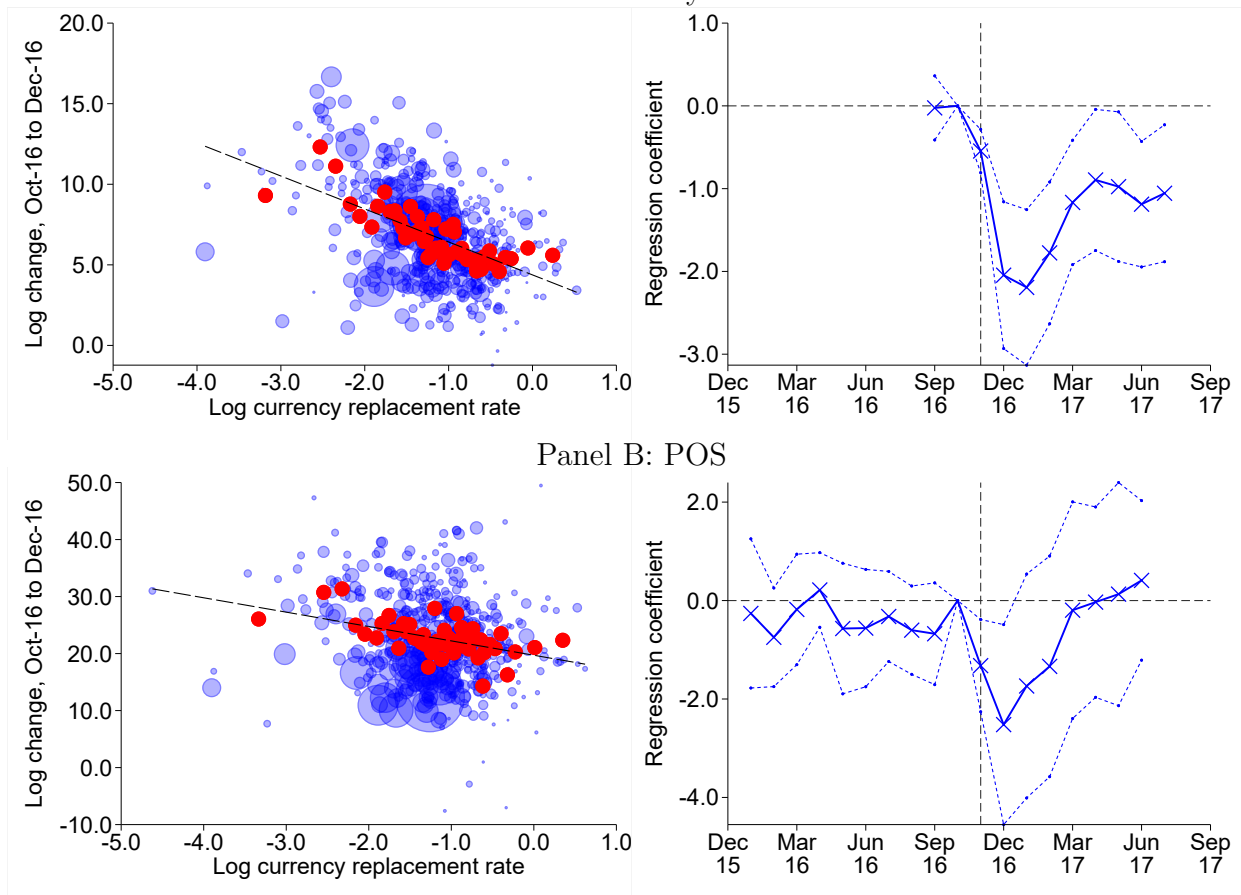 Log change, Oct-16 to Dec-16
20.0
15.0
10.0
5.0
0.0
-5.0 -4.0 -3.0 -2.0 -1.0 0.0 1.0
Log currency replacement rate
Regression coefficient
1.0
0.0
-1.0
-2.0
-3.0
Dec Mar Jun Sep Dec Mar Jun Sep
15 16 16 16 16 17 17 17
Panel B: POS
Log change, Oct-16 to Dec-16
50.0
40.0
30.0
20.0
10.0
0.0
-10.0
-5.0 -4.0 -3.0 -2.0 -1.0 0.0 1.0
Log currency replacement rate
Regression coefficient
2.0
0.0
-2.0
-4.0
Dec Mar Jun Sep Dec Mar Jun Sep
15 16 16 16 16 17 17 17